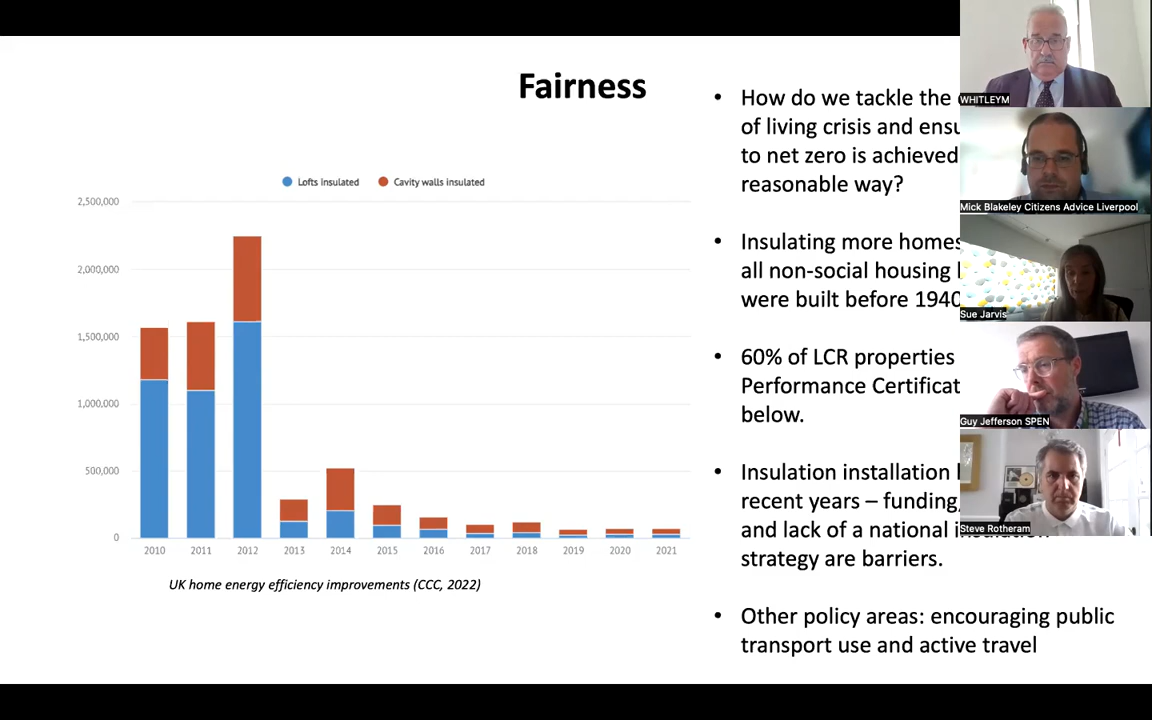 Fairness
Lofts insulated
Cavity walls insulated
2,500,000
2,000,000
1,500,000
1,000,000
500,000
0
2010 2011 2012 2013 2014 2015 2016 2017 2018 2019 2020 2021
UK home energy efficiency improvements (CCC, 2022)
• How do we tackle the
of living crisis and ensu
to net zero is achieved
reasonable way?
• Insulating more homes
all non-social housing
were built before 1940
• 60% of LCR properties
Performance Certificat
below.
• Insulation installation
recent years – funding,
and lack of a national insulation
strategy are barriers.
• Other policy areas: encouraging public
transport use and active travel
WHITLEYM
Mick Blakeley Citizens Advice Liverpool
Sue Jarvis
Guy Jefferson SPEN
Steve Rotheram